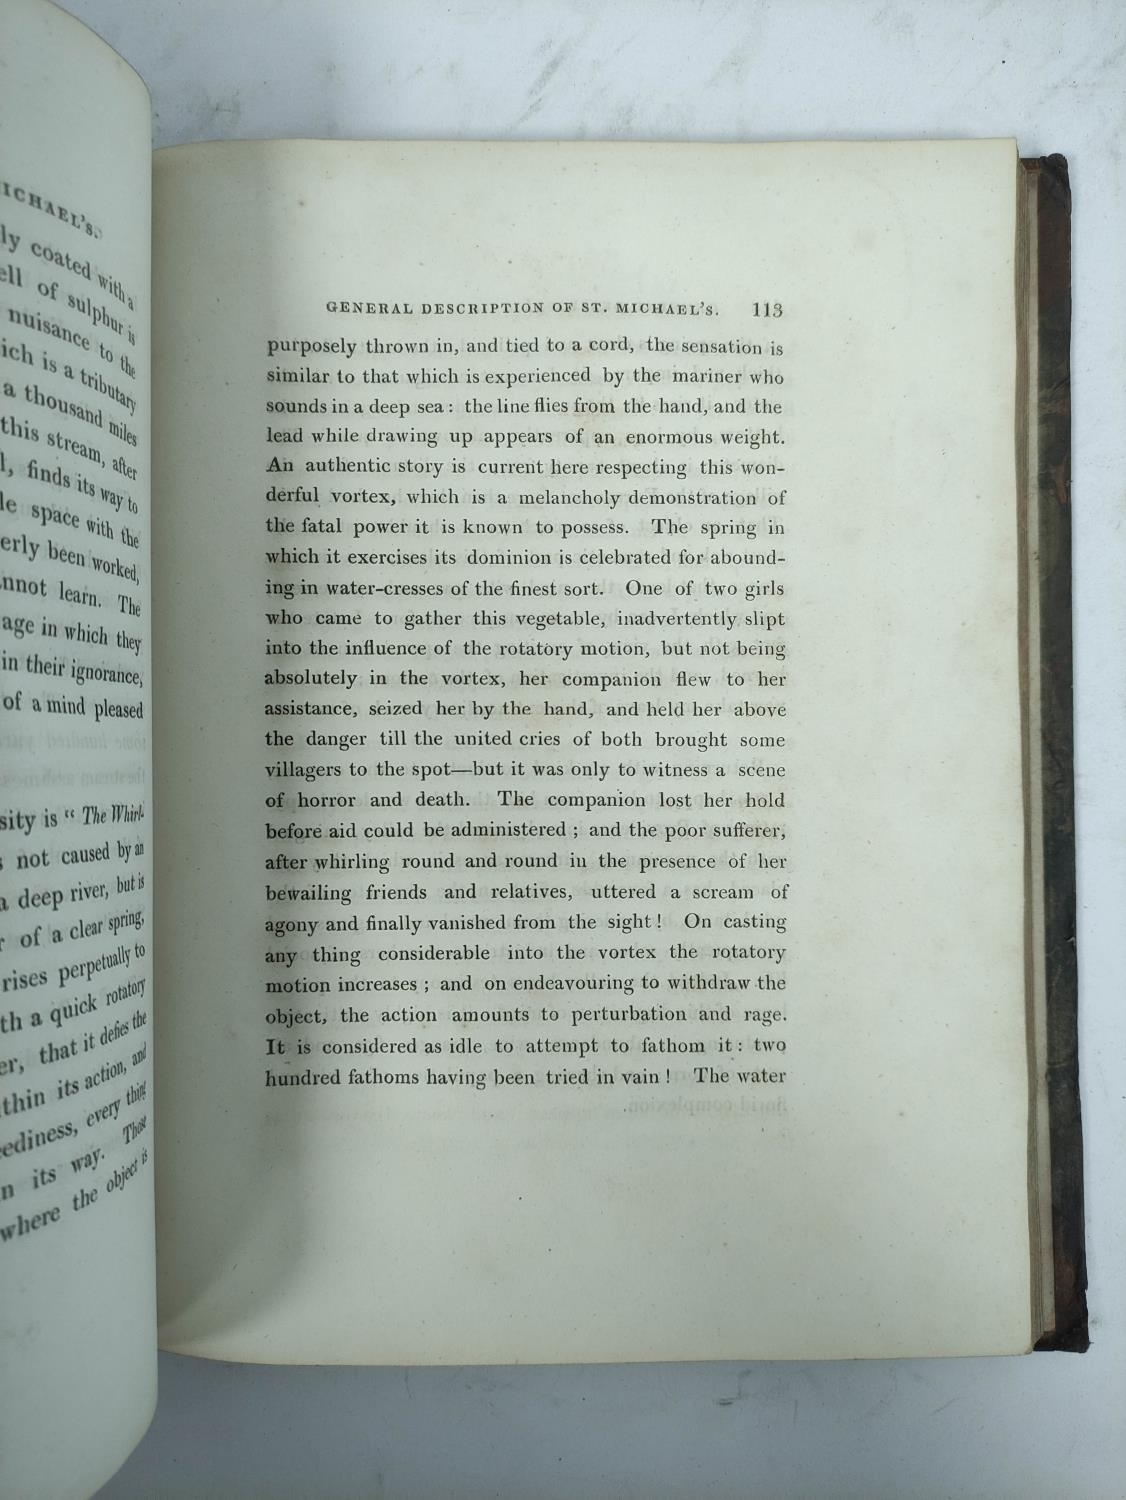 ICHAEL'S.
ly coated with a
ell of sulphur is
nuisance to the
ich is a tributary
a thousand miles
this stream, after
l, finds its way to
le space with the
erly been worked,
nnot learn. The
age in which they
in their ignorance,
of a mind pleased
sity is “ The Whirl-
s not caused by an
a deep river, but is
r of a clear spring,
rises perpetually to
th a quick rotatory
er, that it defies the
thin its action, and
eediness, every thing
n its way. Those
where the object is
GENERAL DESCRIPTION OF ST. MICHAEL'S. 113
purposely thrown in, and tied to a cord, the sensation is
similar to that which is experienced by the mariner who
sounds in a deep sea : the line flies from the hand, and the
lead while drawing up appears of an enormous weight.
An authentic story is current here respecting this won-
derful vortex, which is a melancholy demonstration of
the fatal power it is known to possess. The spring in
which it exercises its dominion is celebrated for abound-
ing in water-cresses of the finest sort. One of two girls
who came to gather this vegetable, inadvertently slipt
into the influence of the rotatory motion, but not being
absolutely in the vortex, her companion flew to her
assistance, seized her by the hand, and held her above
the danger till the united cries of both brought some
villagers to the spot—but it was only to witness a scene
of horror and death. The companion lost her hold
before aid could be administered ; and the poor sufferer,
after whirling round and round in the presence of her
bewailing friends and relatives, uttered a scream of
agony and finally vanished from the sight ! On casting
any thing considerable into the vortex the rotatory
motion increases ; and on endeavouring to withdraw the
object, the action amounts to perturbation and rage.
It is considered as idle to attempt to fathom it : two
hundred fathoms having been tried in vain ! The water